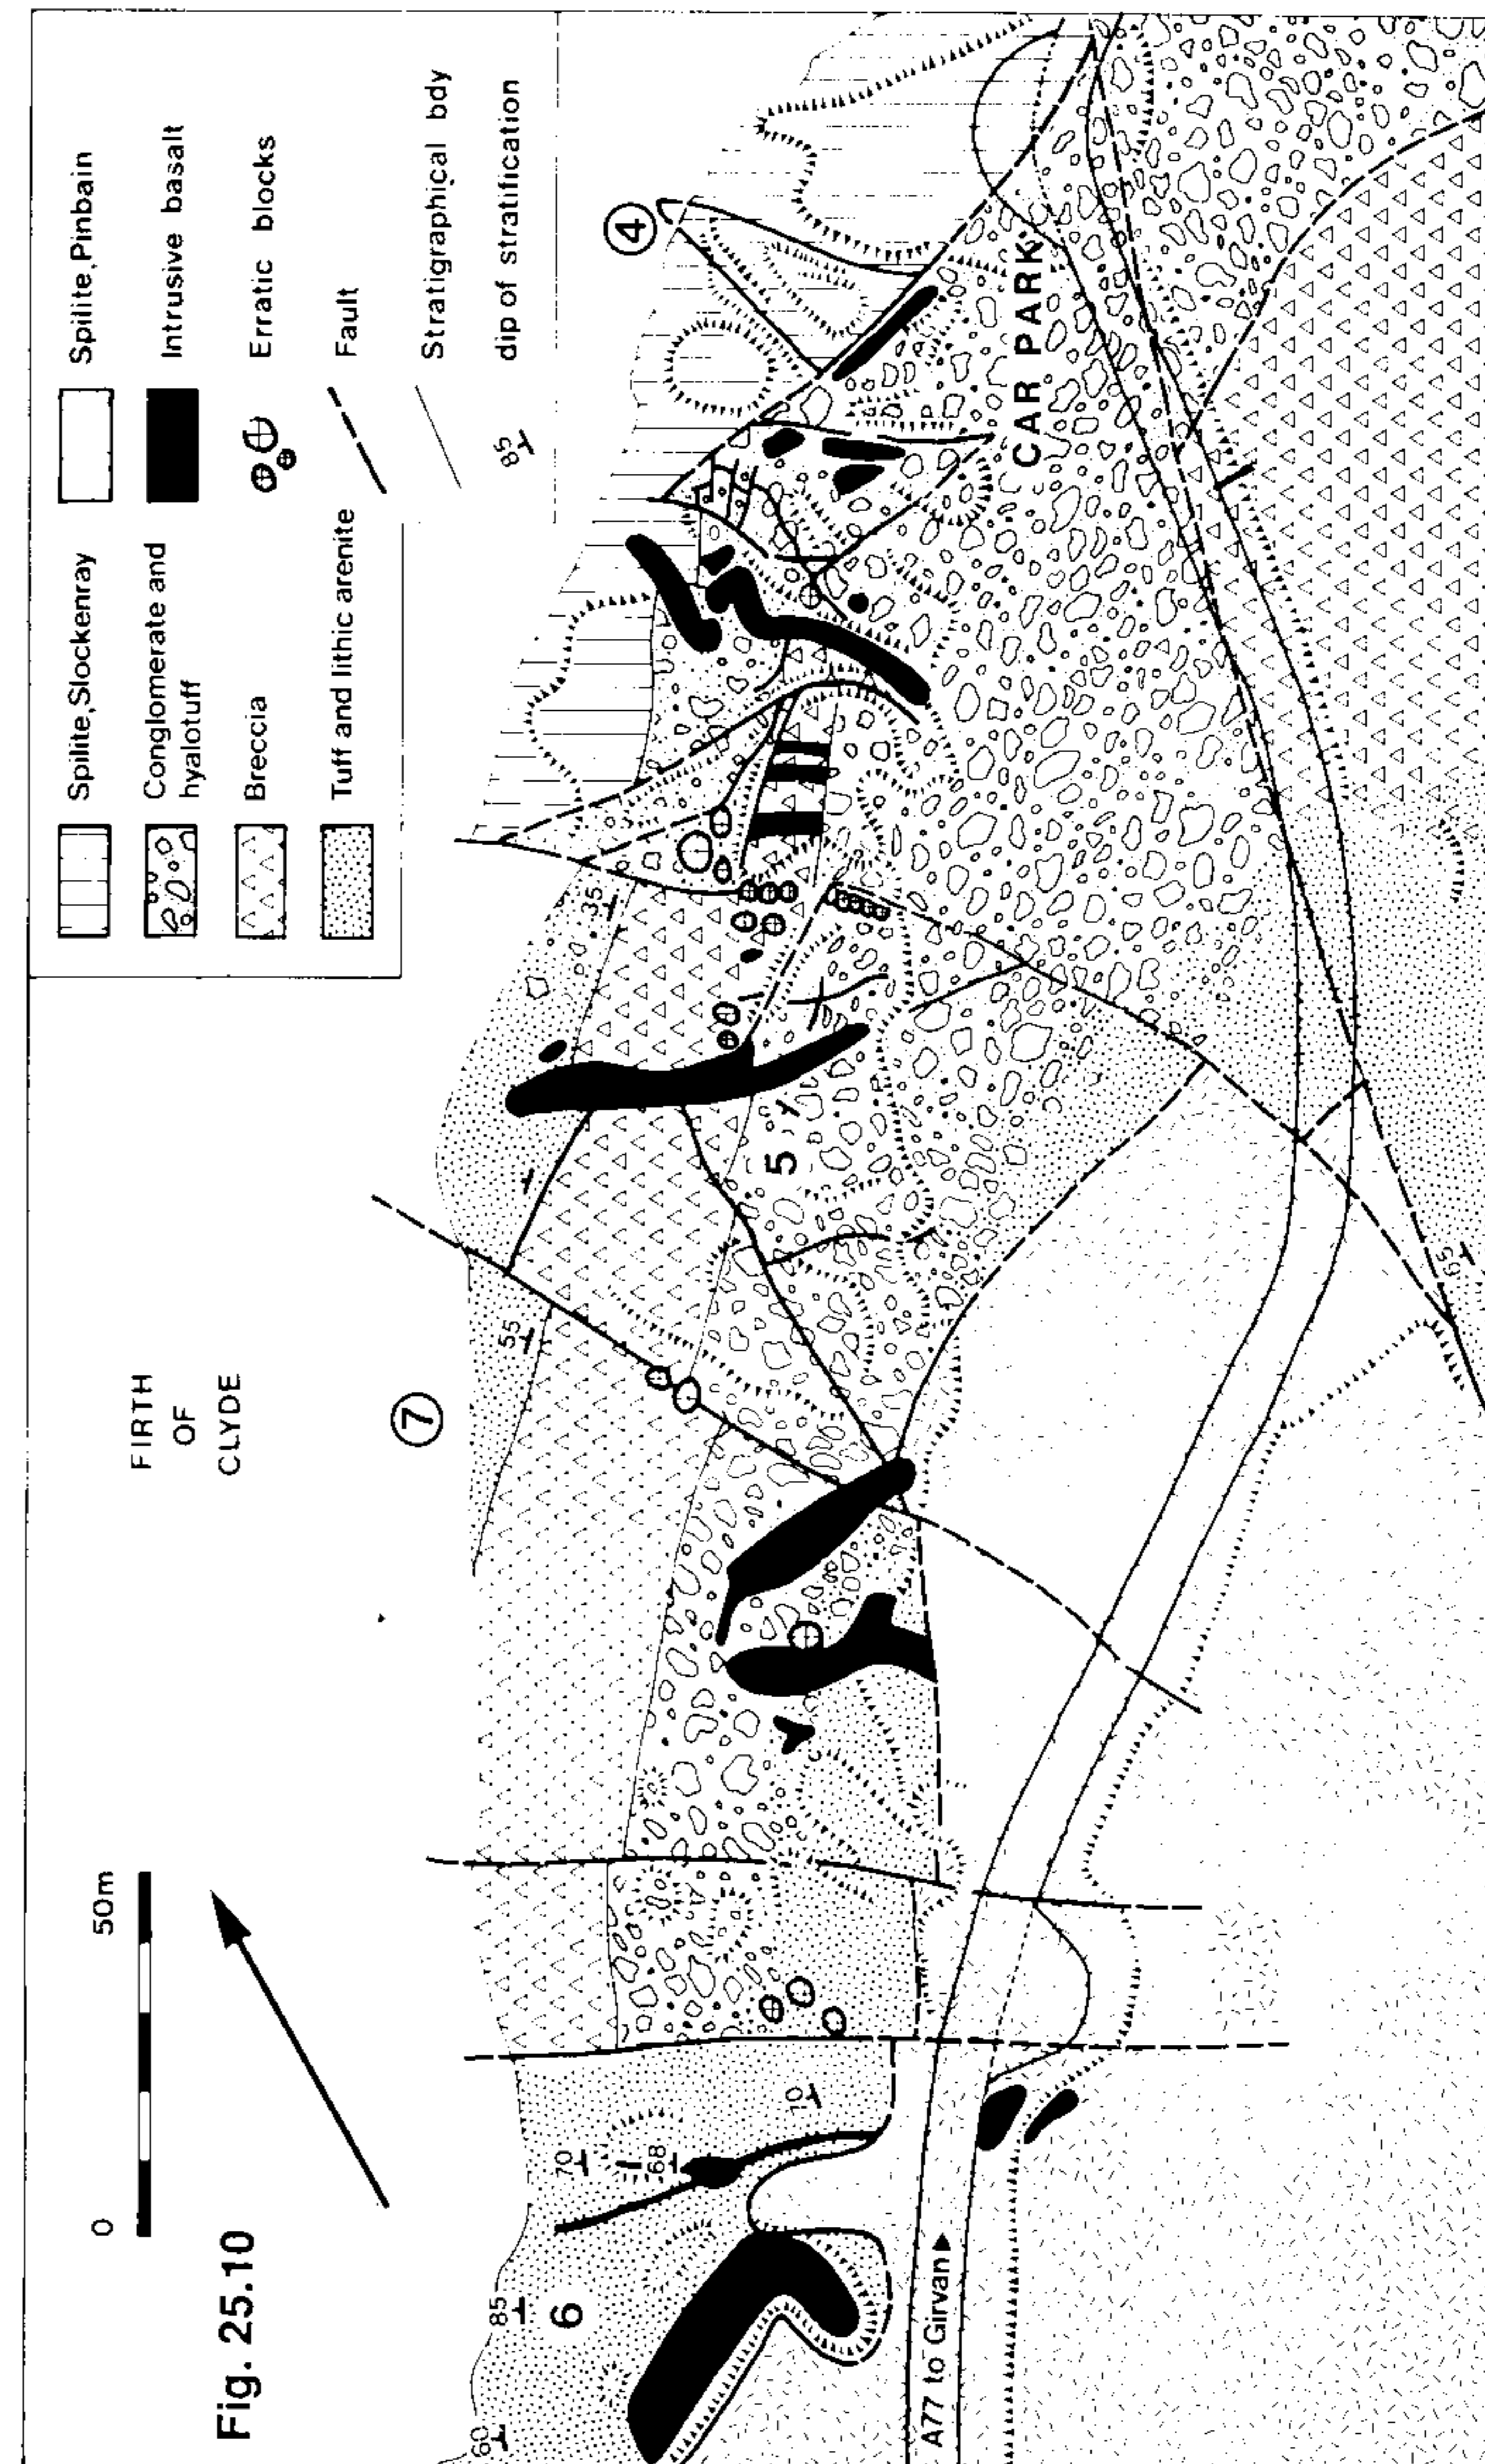 Fig. 25.10
0 50m
FIRTH
OF
CLYDE
Spilite,Slockenray
Conglomerate and
hyalotuff
Breccia
Tuff and lithic arenite
Spilite,Pinbain
Intrusive basalt
Erratic blocks
Fault
Stratigraphical bdy
85
dip of stratification
7
4
60
85
6
70
68
70
55
35
5
CAR PARK
A77 to Girvan
65